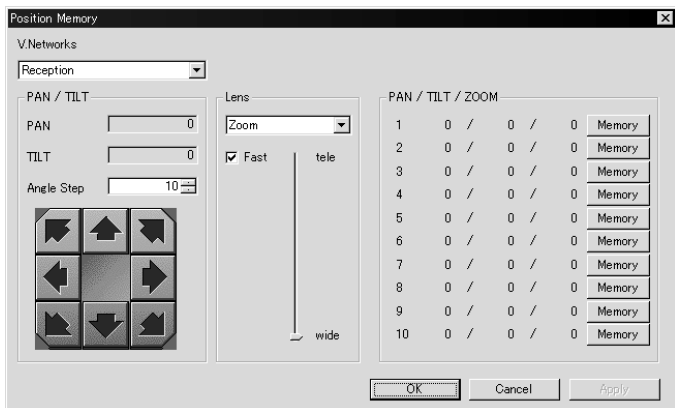 Position Memory
V.Networks
Reception
PAN / TILT
PAN 0
TILT 0
Angle Step 10
Lens
Zoom
Fast
tele
wide
PAN / TILT / ZOOM
1 0 / 0 / 0 Memory
2 0 / 0 / 0 Memory
3 0 / 0 / 0 Memory
4 0 / 0 / 0 Memory
5 0 / 0 / 0 Memory
6 0 / 0 / 0 Memory
7 0 / 0 / 0 Memory
8 0 / 0 / 0 Memory
9 0 / 0 / 0 Memory
10 0 / 0 / 0 Memory
OK Cancel Apply